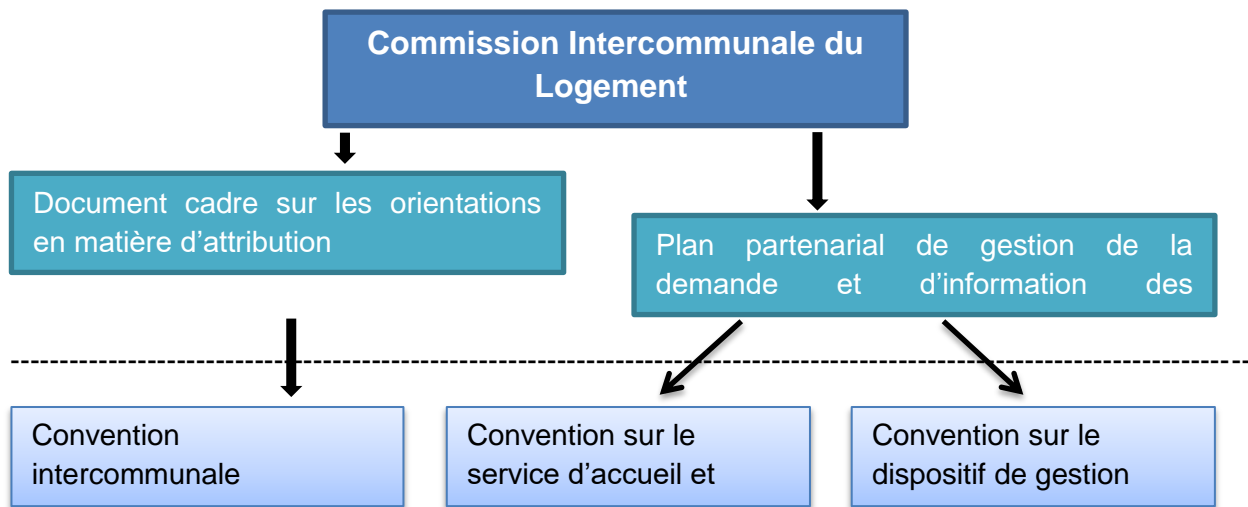 Commission Intercommunale du
Logement
Document cadre sur les orientations
en matière d'attribution
Plan partenarial de gestion de la
demande et d'information des
Convention
intercommunale
Convention sur le
service d'accueil et
Convention sur le
dispositif de gestion